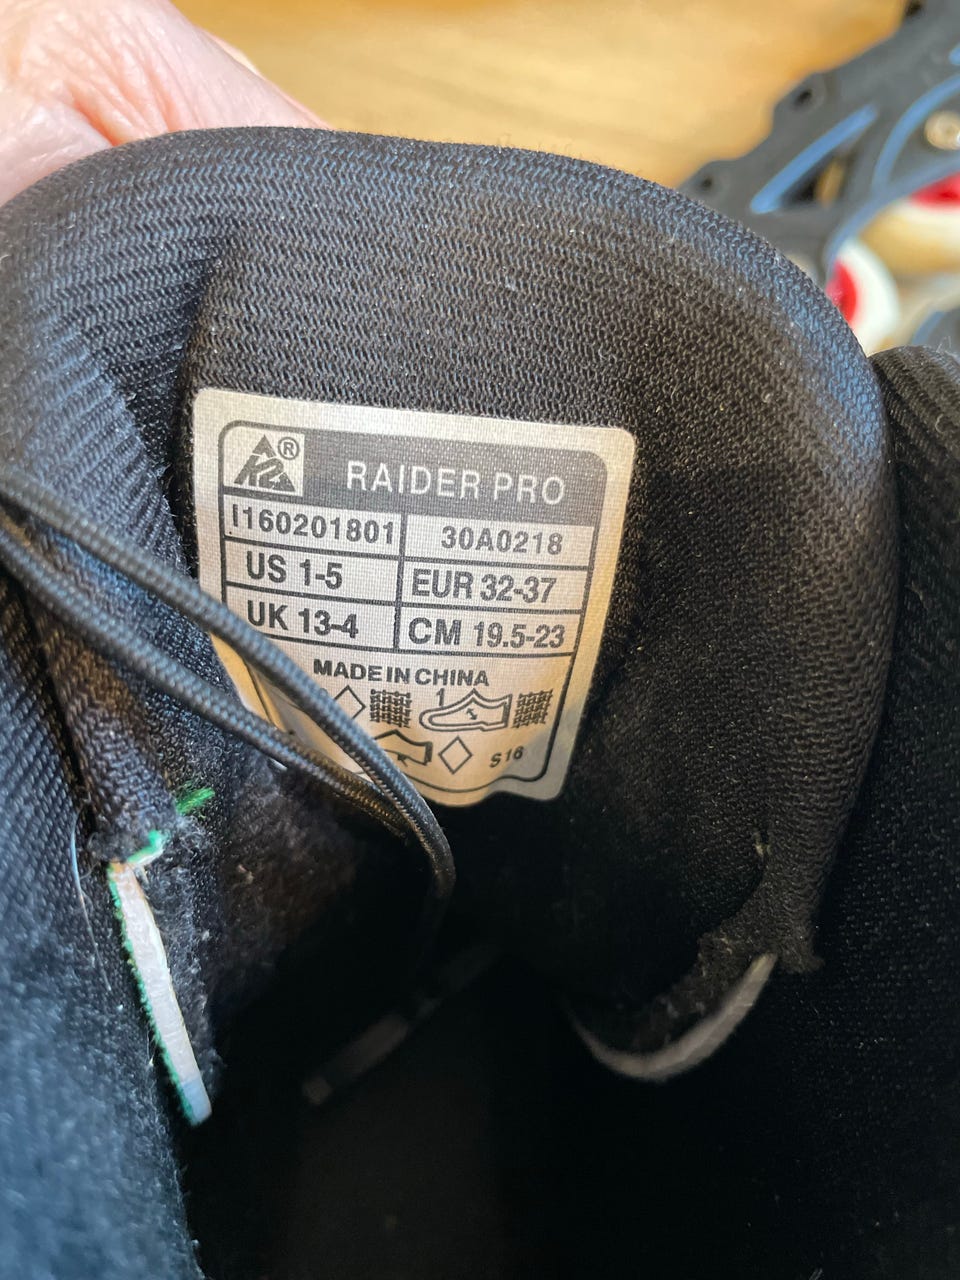 K2® RAIDER PRO
I160201801 30A0218
US 1-5 EUR 32-37
UK 13-4 CM 19.5-23
MADE IN CHINA
1
S16